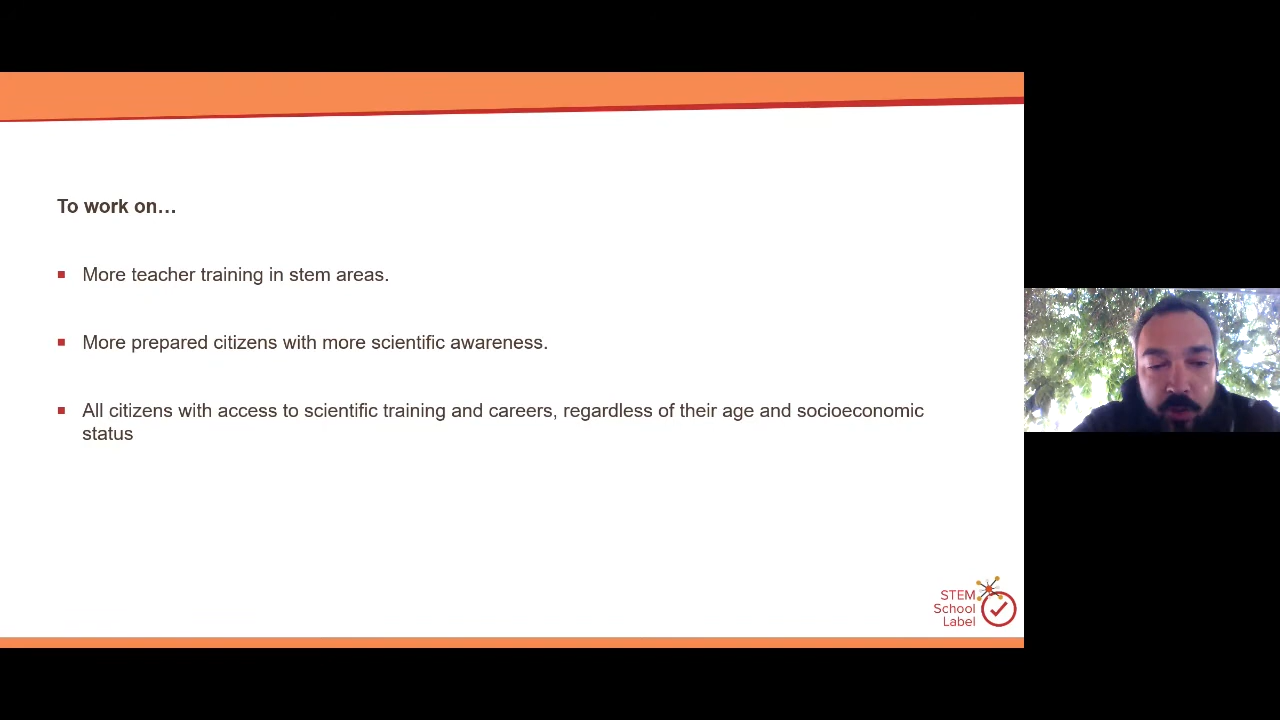 To work on…
More teacher training in stem areas.
More prepared citizens with more scientific awareness.
All citizens with access to scientific training and careers, regardless of their age and socioeconomic
status
STEM
School
Label